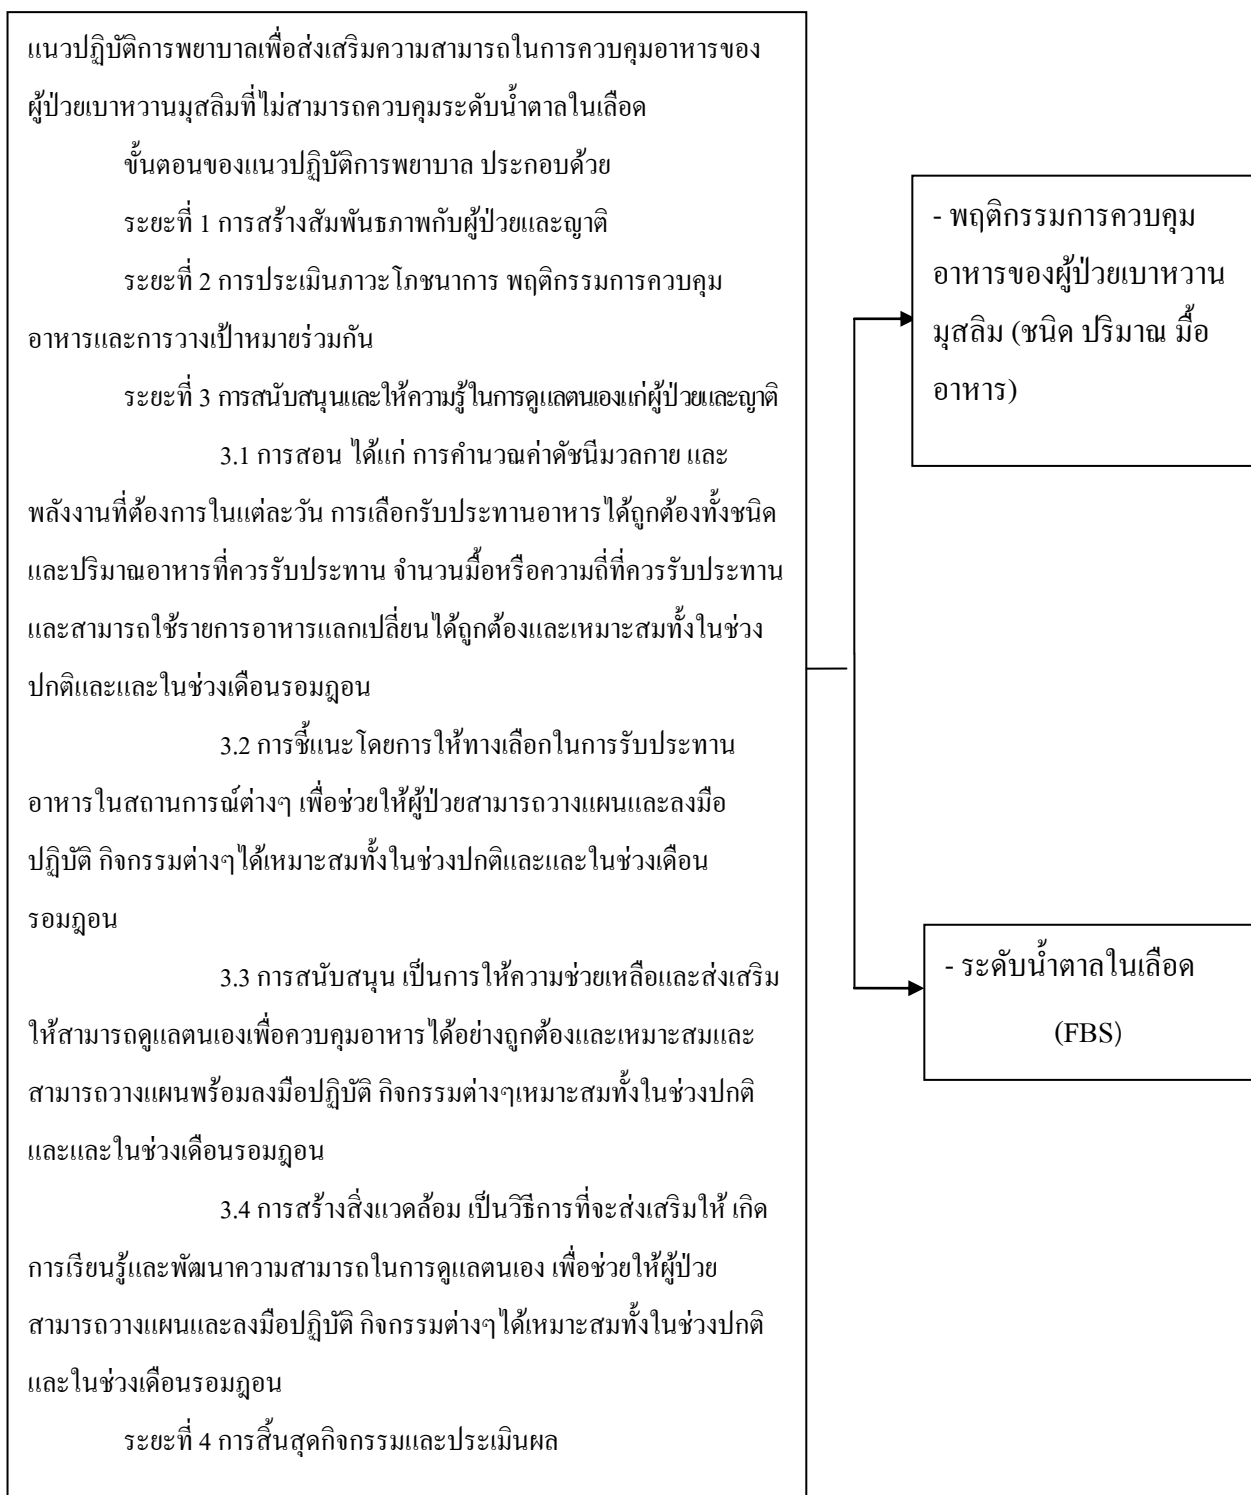 แนวปฏิบัติการพยาบาลเพื่อส่งเสริมความสามารถในการควบคุมอาหารของ
ผู้ป่วยเบาหวานมุสลิมที่ไม่สามารถควบคุมระดับน้ำตาลในเลือด
ขั้นตอนของแนวปฏิบัติการพยาบาล ประกอบด้วย
ระยะที่ 1 การสร้างสัมพันธภาพกับผู้ป่วยและญาติ
ระยะที่ 2 การประเมินภาวะโภชนาการ พฤติกรรมการควบคุม
อาหารและการวางเป้าหมายร่วมกัน
ระยะที่ 3 การสนับสนุนและให้ความรู้ในการดูแลตนเองแก่ผู้ป่วยและญาติ
3.1 การสอน ได้แก่ การคำนวณค่าดัชนีมวลกาย และ
พลังงานที่ต้องการในแต่ละวัน การเลือกรับประทานอาหารได้ถูกต้องทั้งชนิด
และปริมาณอาหารที่ควรรับประทาน จำนวนมื้อหรือความถี่ที่ควรรับประทาน
และสามารถใช้รายการอาหารแลกเปลี่ยนได้ถูกต้องและเหมาะสมทั้งในช่วง
ปกติและและในช่วงเดือนรอมฎอน
3.2 การชี้แนะโดยการให้ทางเลือกในการรับประทาน
อาหารในสถานการณ์ต่างๆ เพื่อช่วยให้ผู้ป่วยสามารถวางแผนและลงมือ
ปฏิบัติ กิจกรรมต่างๆได้เหมาะสมทั้งในช่วงปกติและและในช่วงเดือน
รอมฎอน
3.3 การสนับสนุน เป็นการให้ความช่วยเหลือและส่งเสริม
ให้สามารถดูแลตนเองเพื่อควบคุมอาหารได้อย่างถูกต้องและเหมาะสมและ
สามารถวางแผนพร้อมลงมือปฏิบัติ กิจกรรมต่างๆเหมาะสมทั้งในช่วงปกติ
และและในช่วงเดือนรอมฎอน
3.4 การสร้างสิ่งแวดล้อม เป็นวิธีการที่จะส่งเสริมให้ เกิด
การเรียนรู้และพัฒนาความสามารถในการดูแลตนเอง เพื่อช่วยให้ผู้ป่วย
สามารถวางแผนและลงมือปฏิบัติ กิจกรรมต่างๆได้เหมาะสมทั้งในช่วงปกติ
และในช่วงเดือนรอมฎอน
ระยะที่ 4 การสิ้นสุดกิจกรรมและประเมินผล
- พฤติกรรมการควบคุม
อาหารของผู้ป่วยเบาหวาน
มุสลิม (ชนิด ปริมาณ มื้อ
อาหาร)
- ระดับน้ำตาลในเลือด
(FBS)